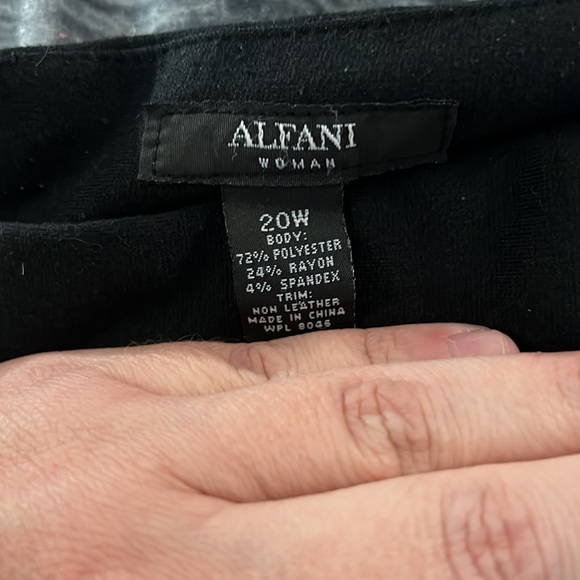 ALFANI
WOMAN
20W
BODY:
72% POLYESTER
24% RAYON
4% SPANDEX
TRIM:
NON LEATHER
MADE IN CHINA
WPL 8046